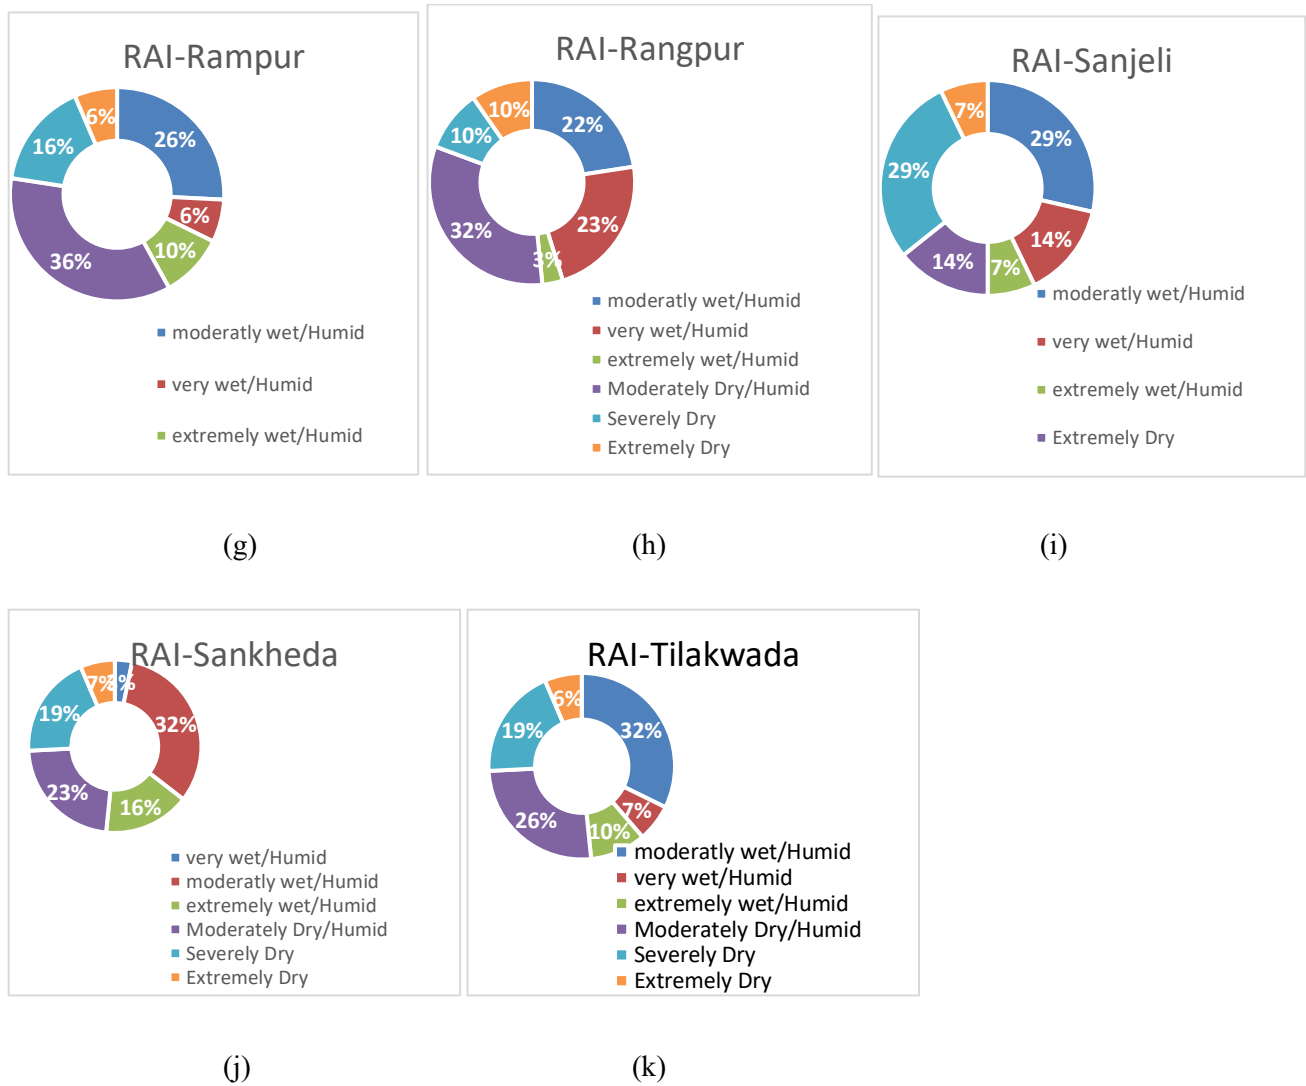 RAI-Rampur
6%
26%
16%
6%
10%
36%
moderatly wet/Humid
very wet/Humid
extremely wet/Humid
RAI-Rangpur
10%
22%
10%
23%
32%
3%
moderatly wet/Humid
very wet/Humid
extremely wet/Humid
Moderately Dry/Humid
Severely Dry
Extremely Dry
RAI-Sanjeli
7%
29%
29%
14%
14%
7%
moderatly wet/Humid
very wet/Humid
extremely wet/Humid
Extremely Dry
(g)
(h)
(i)
RAI-Sankheda
7%
3%
19%
32%
23%
16%
very wet/Humid
moderatly wet/Humid
extremely wet/Humid
Moderately Dry/Humid
Severely Dry
Extremely Dry
RAI-Tilakwada
6%
32%
19%
7%
26%
10%
moderatly wet/Humid
very wet/Humid
extremely wet/Humid
Moderately Dry/Humid
Severely Dry
Extremely Dry
(j)
(k)